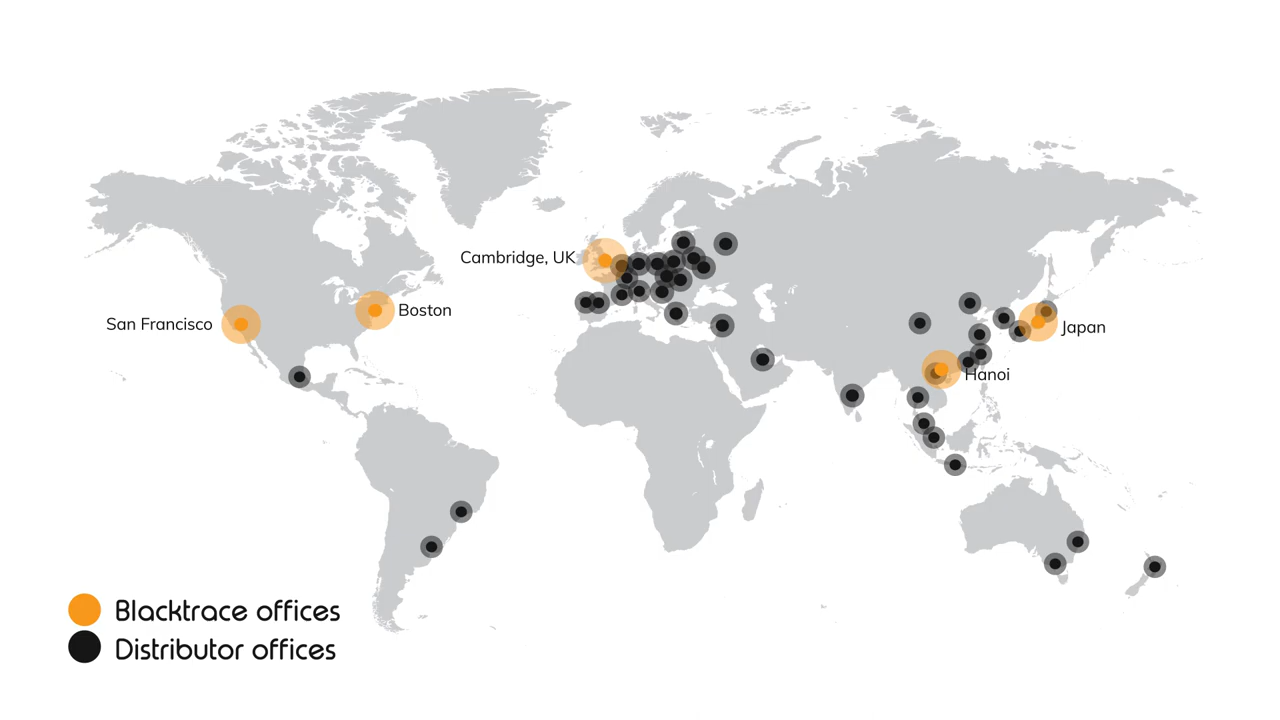 Cambridge, UK
San Francisco
Boston
Japan
Hanoi
Blacktrace offices
Distributor offices